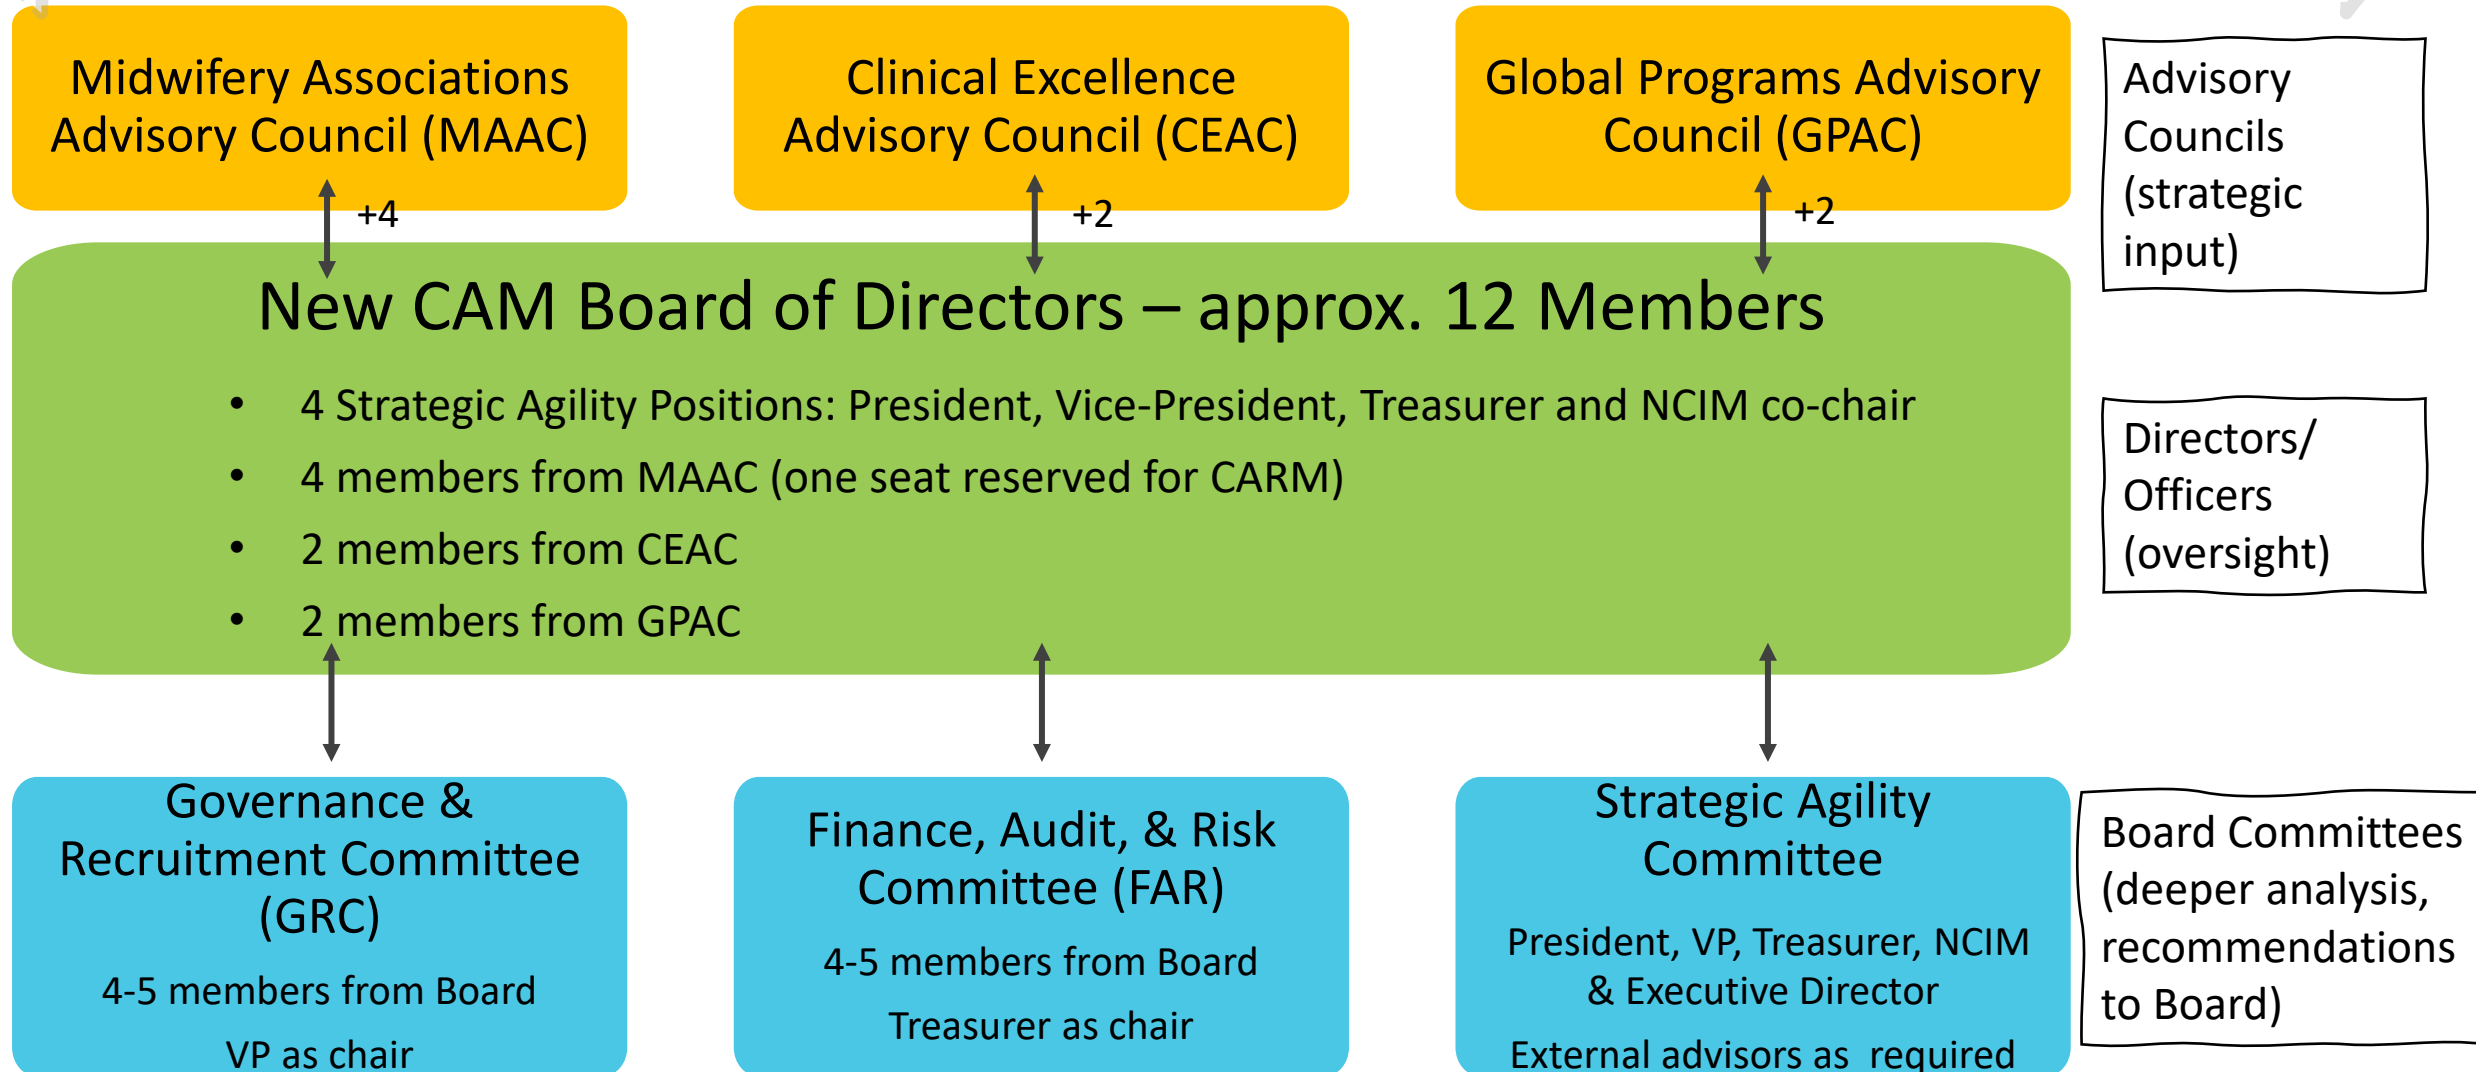 Midwifery Associations
Advisory Council (MAAC)
Clinical Excellence
Advisory Council (CEAC)
Global Programs Advisory
Council (GPAC)
Advisory
Councils
(strategic
input)
+4
+2
+2
New CAM Board of Directors – approx. 12 Members
• 4 Strategic Agility Positions: President, Vice-President, Treasurer and NCIM co-chair
• 4 members from MAAC (one seat reserved for CARM)
• 2 members from CEAC
• 2 members from GPAC
Directors/
Officers
(oversight)
Governance &
Recruitment Committee
(GRC)
4-5 members from Board
VP as chair
Finance, Audit, & Risk
Committee (FAR)
4-5 members from Board
Treasurer as chair
Strategic Agility
Committee
President, VP, Treasurer, NCIM
& Executive Director
External advisors as required
Board Committees
(deeper analysis,
recommendations
to Board)